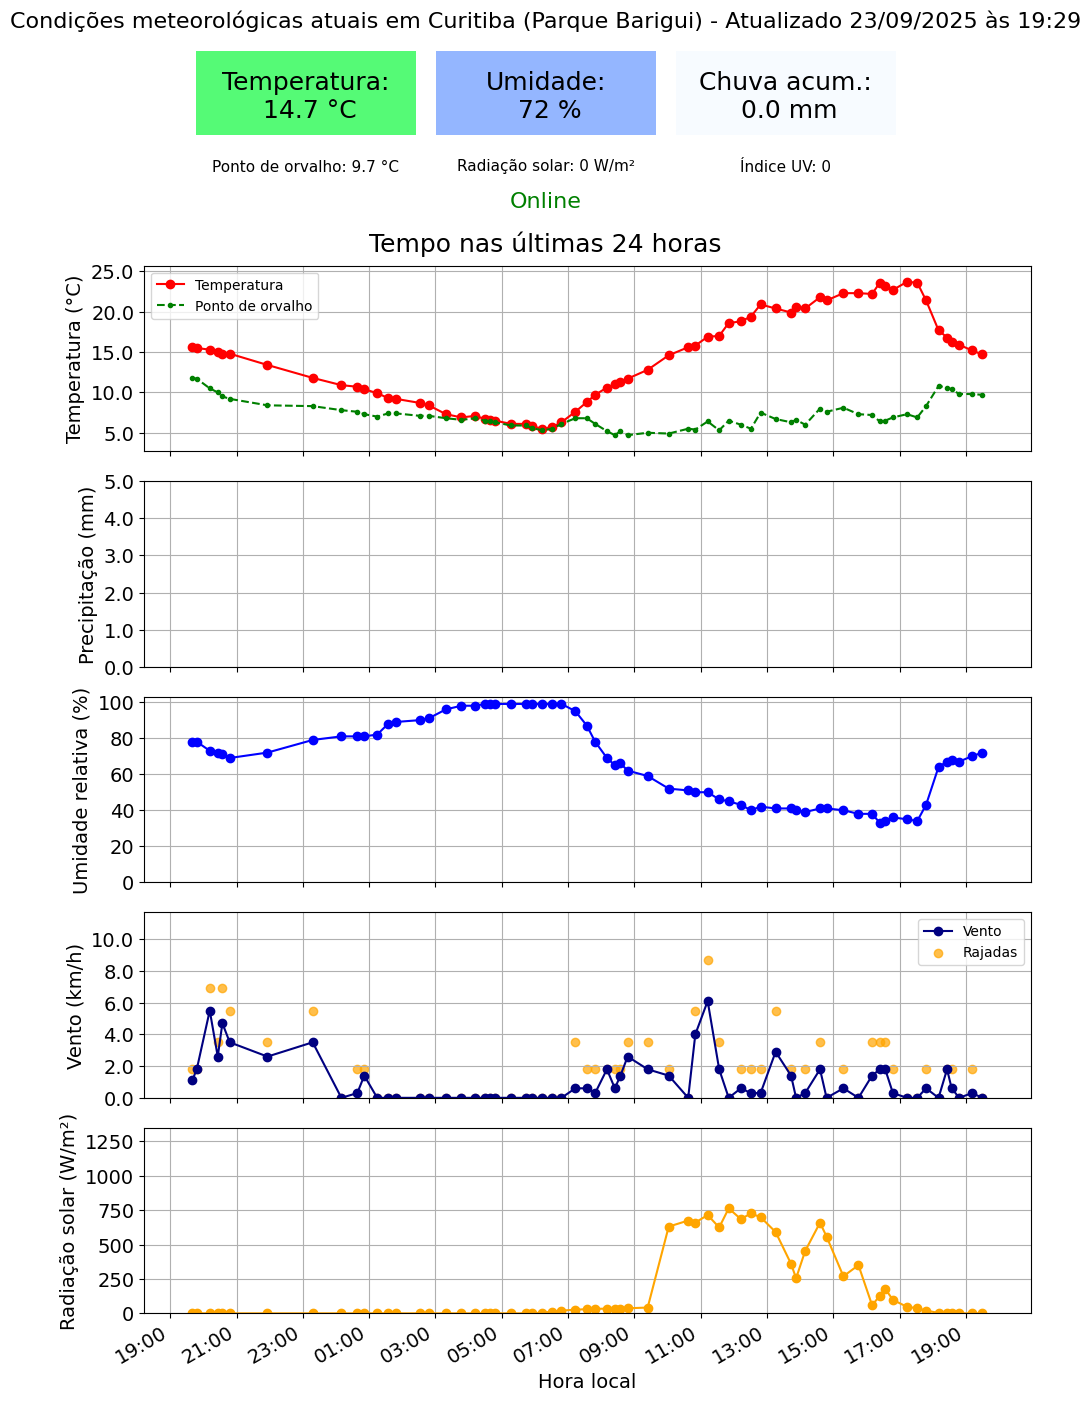 Condições meteorológicas atuais em Curitiba (Parque Barigui) - Atualizado 23/09/2025 às 19:29
Temperatura:
14.7 °C
Umidade:
72 %
Chuva acum.:
0.0 mm
Ponto de orvalho: 9.7 °C
Radiação solar: 0 W/m²
Índice UV: 0
Online
Tempo nas últimas 24 horas
Temperatura (°C)
25.0
20.0
15.0
10.0
5.0
Temperatura
Ponto de orvalho
Precipitação (mm)
5.0
4.0
3.0
2.0
1.0
0.0
Umidade relativa (%)
100
80
60
40
20
0
Vento (km/h)
10.0
8.0
6.0
4.0
2.0
0.0
Vento
Rajadas
Radiação solar (W/m²)
1250
1000
750
500
250
0
19:00
21:00
23:00
01:00
03:00
05:00
07:00
09:00
11:00
13:00
15:00
17:00
19:00
Hora local